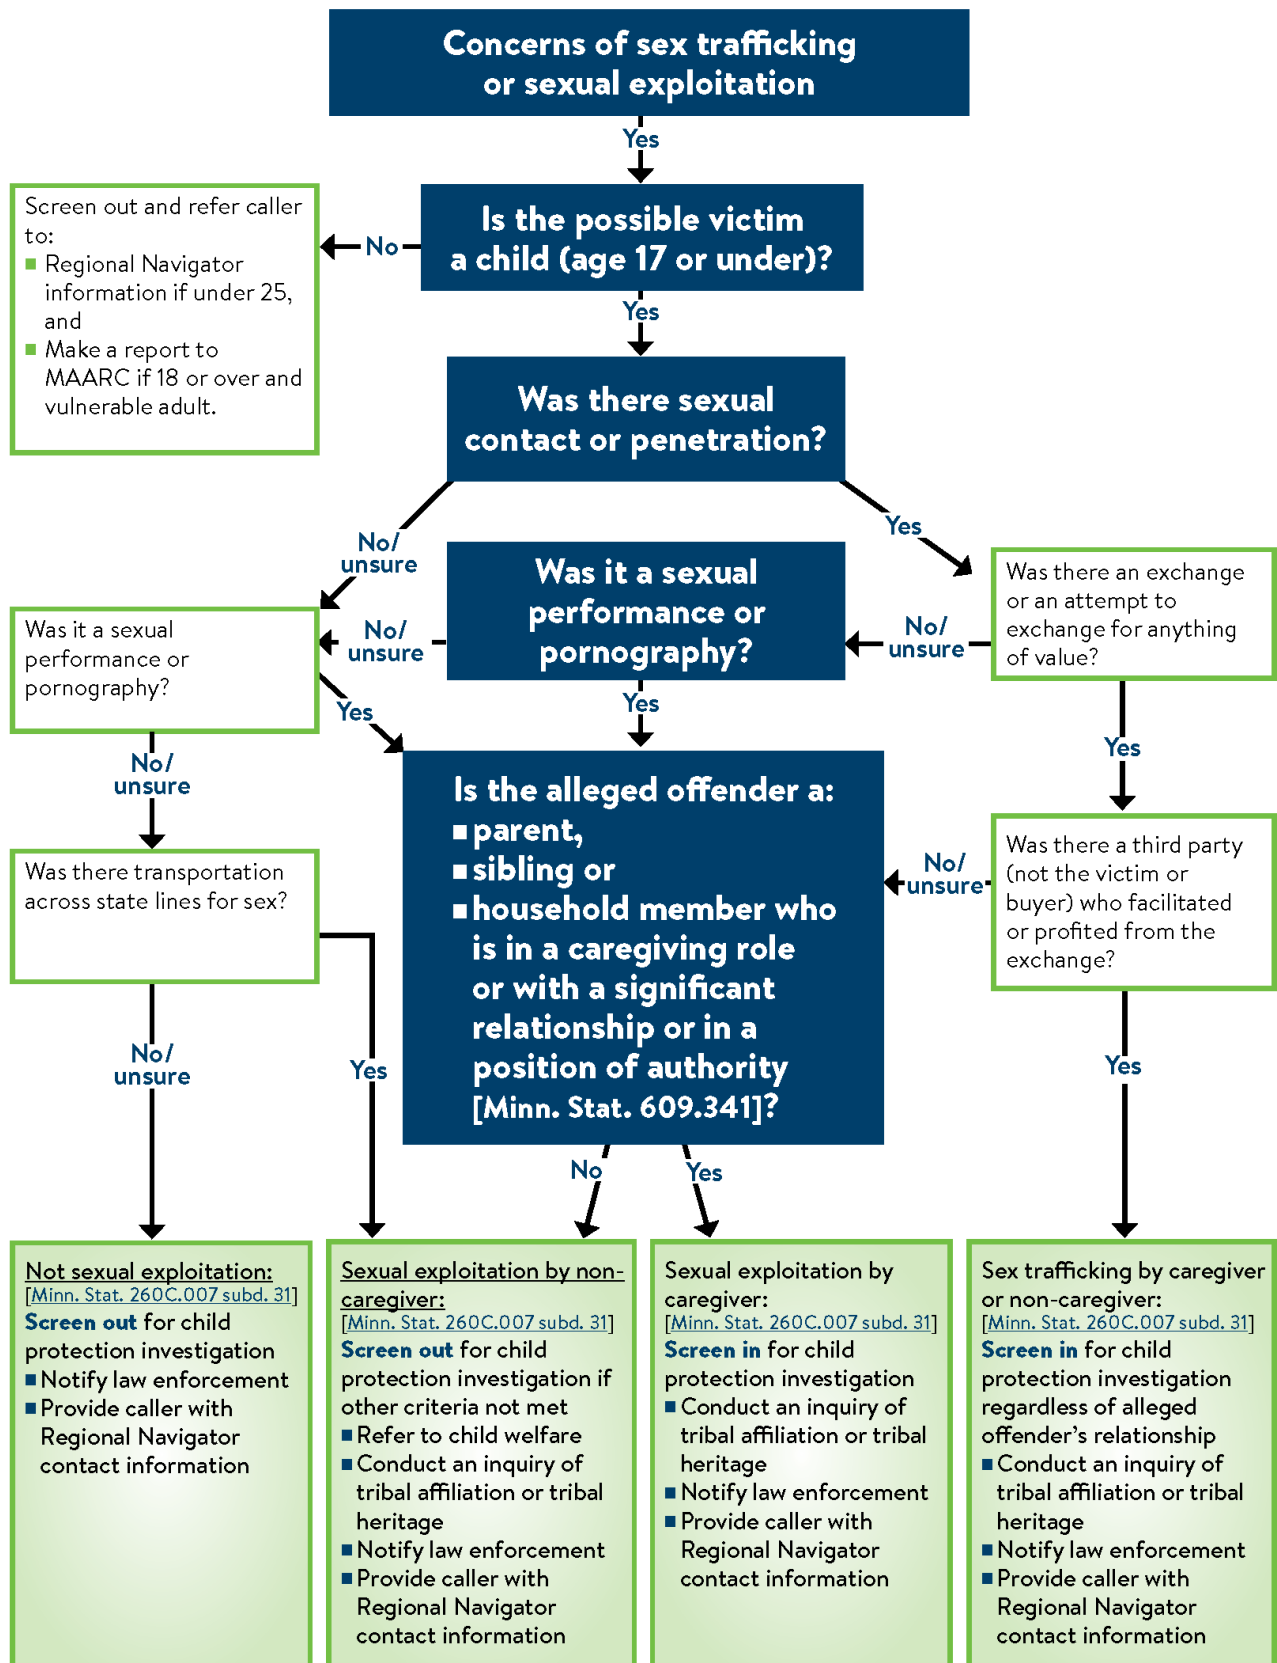 Concerns of sex trafficking
or sexual exploitation
Yes
Is the possible victim
a child (age 17 or under)?
No
Screen out and refer caller
to:
■ Regional Navigator
information if under 25,
and
■ Make a report to
MAARC if 18 or over and
vulnerable adult.
Yes
Was there sexual
contact or penetration?
No/
unsure
Yes
Was there an exchange
or an attempt to
exchange for anything
of value?
No/
unsure
Was it a sexual
performance or
pornography?
No/
unsure
Was it a sexual
performance or
pornography?
Yes
Yes
Yes
No/
unsure
Is the alleged offender a:
■ parent,
■ sibling or
■ household member who
is in a caregiving role
or with a significant
relationship or in a
position of authority
[Minn. Stat. 609.341]?
Was there a third party
(not the victim or
buyer) who facilitated
or profited from the
exchange?
No/
unsure
Was there transportation
across state lines for sex?
No/
unsure
Yes
No
Yes
Yes
Not sexual exploitation:
[Minn. Stat. 260C.007 subd. 31]
Screen out for child
protection investigation
■ Notify law enforcement
■ Provide caller with
Regional Navigator
contact information
Sexual exploitation by non-
caregiver:
[Minn. Stat. 260C.007 subd. 31]
Screen out for child
protection investigation if
other criteria not met
■ Refer to child welfare
■ Conduct an inquiry of
tribal affiliation or tribal
heritage
■ Notify law enforcement
■ Provide caller with
Regional Navigator
contact information
Sexual exploitation by
caregiver:
[Minn. Stat. 260C.007 subd. 31]
Screen in for child
protection investigation
■ Conduct an inquiry of
tribal affiliation or tribal
heritage
■ Notify law enforcement
■ Provide caller with
Regional Navigator
contact information
Sex trafficking by caregiver
or non-caregiver:
[Minn. Stat. 260C.007 subd. 31]
Screen in for child
protection investigation
regardless of alleged
offender's relationship
■ Conduct an inquiry of
tribal affiliation or tribal
heritage
■ Notify law enforcement
■ Provide caller with
Regional Navigator
contact information